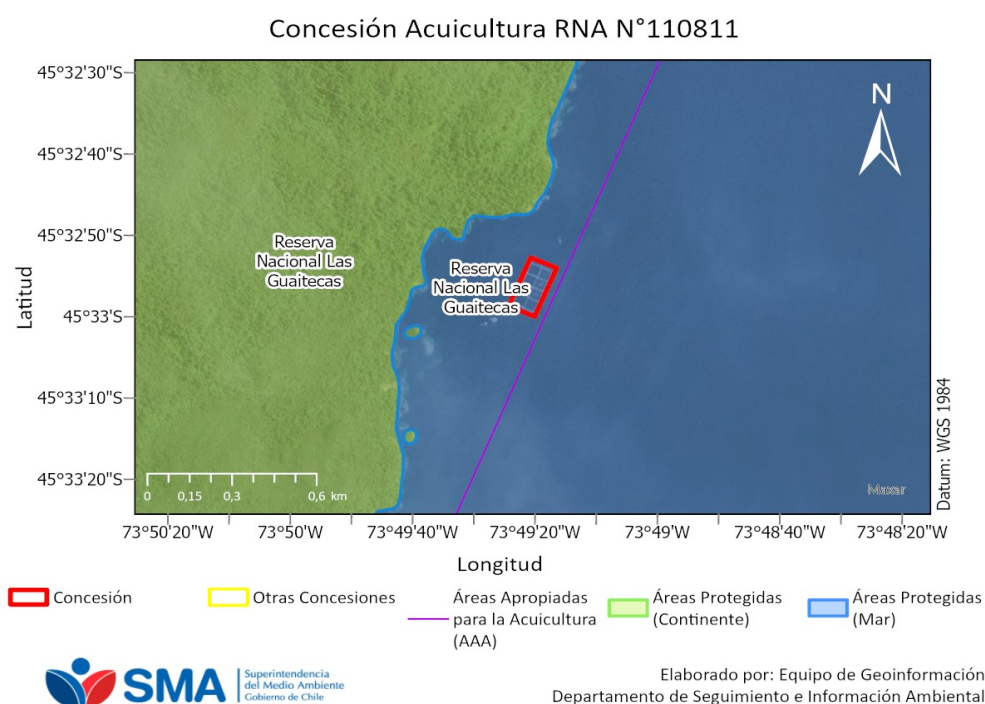 Concesión Acuicultura RNA N°110811
45°32'30"S
45°32'40"S
45°32'50"S
45°33'S
45°33'10"S
45°33'20"S
Latitud
N
Reserva
Nacional Las
Guaitecas
Reserva
Nacional Las
Guaitecas
0 0,15 0,3 0,6 km
Maxar
Datum: WGS 1984
73°50'20"W 73°50'W 73°49'40"W 73°49'20"W 73°49'W 73°48'40"W 73°48'20"W
Longitud
Concesión
Otras Concesiones
Áreas Apropiadas
para la Acuicultura
(AAA)
Áreas Protegidas
(Continente)
Áreas Protegidas
(Mar)
SMA
Superintendencia
del Medio Ambiente
Gobierno de Chile
Elaborado por: Equipo de Geoinformación
Departamento de Seguimiento e Información Ambiental